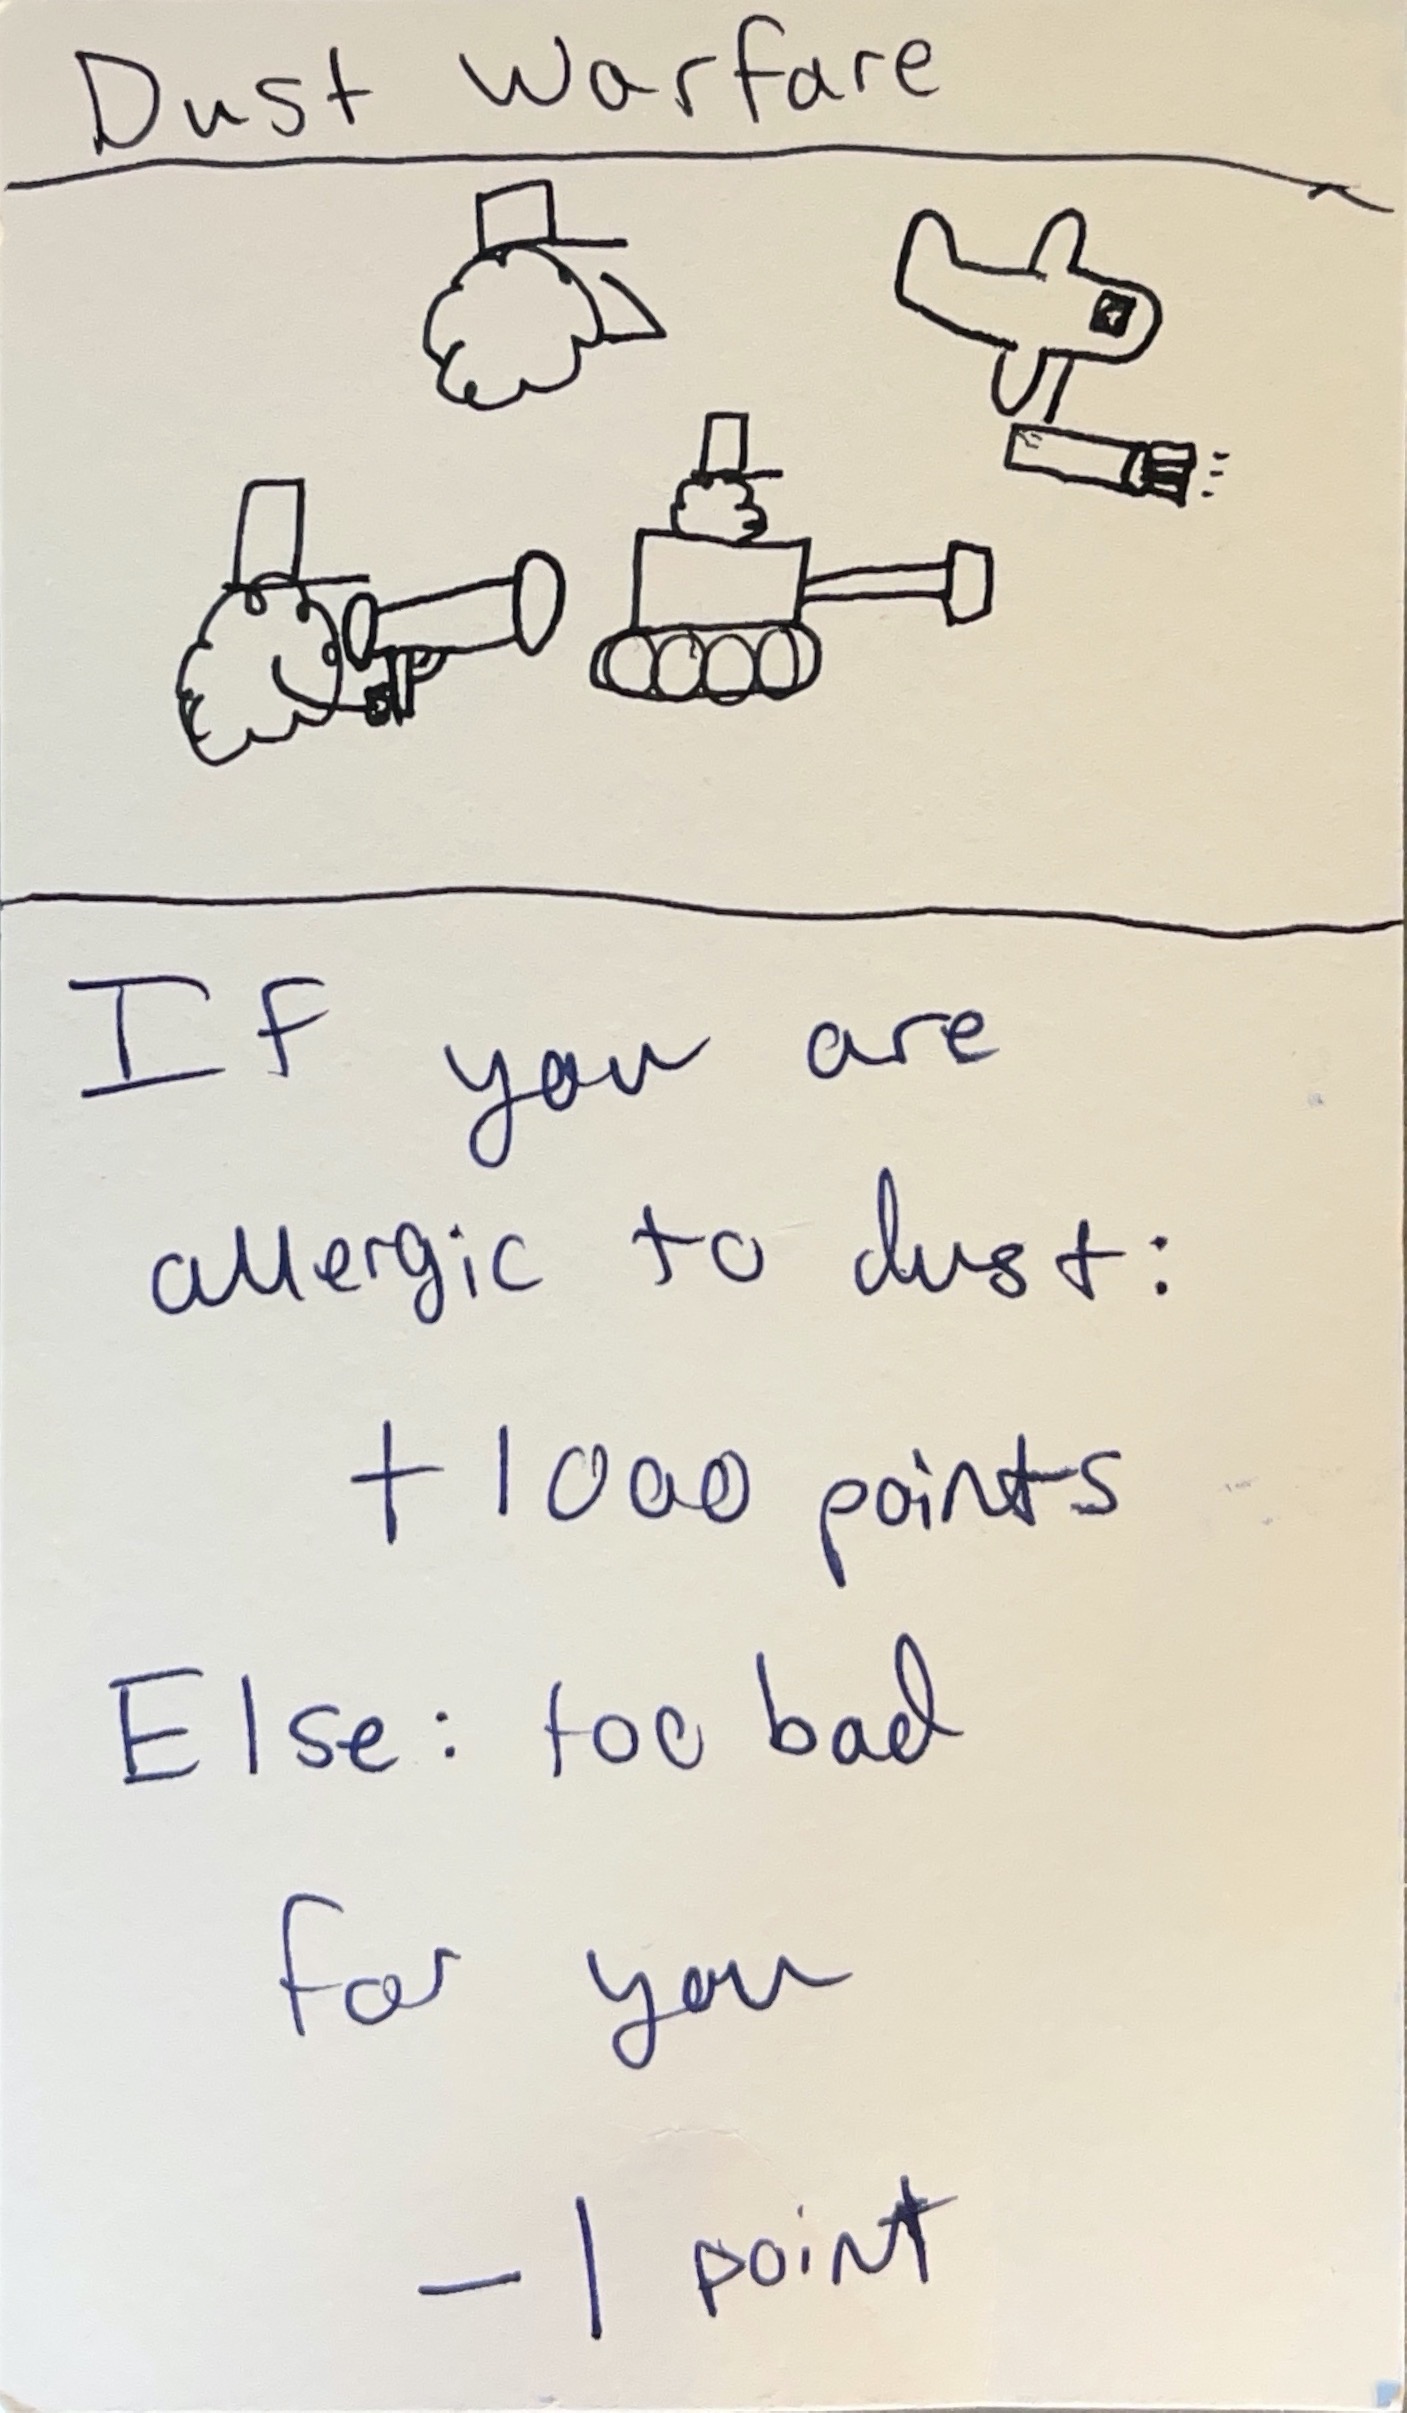 Dust Warfare
If you are
allergic to dust:
+1000 points
Else: too bad
for you
-1 point